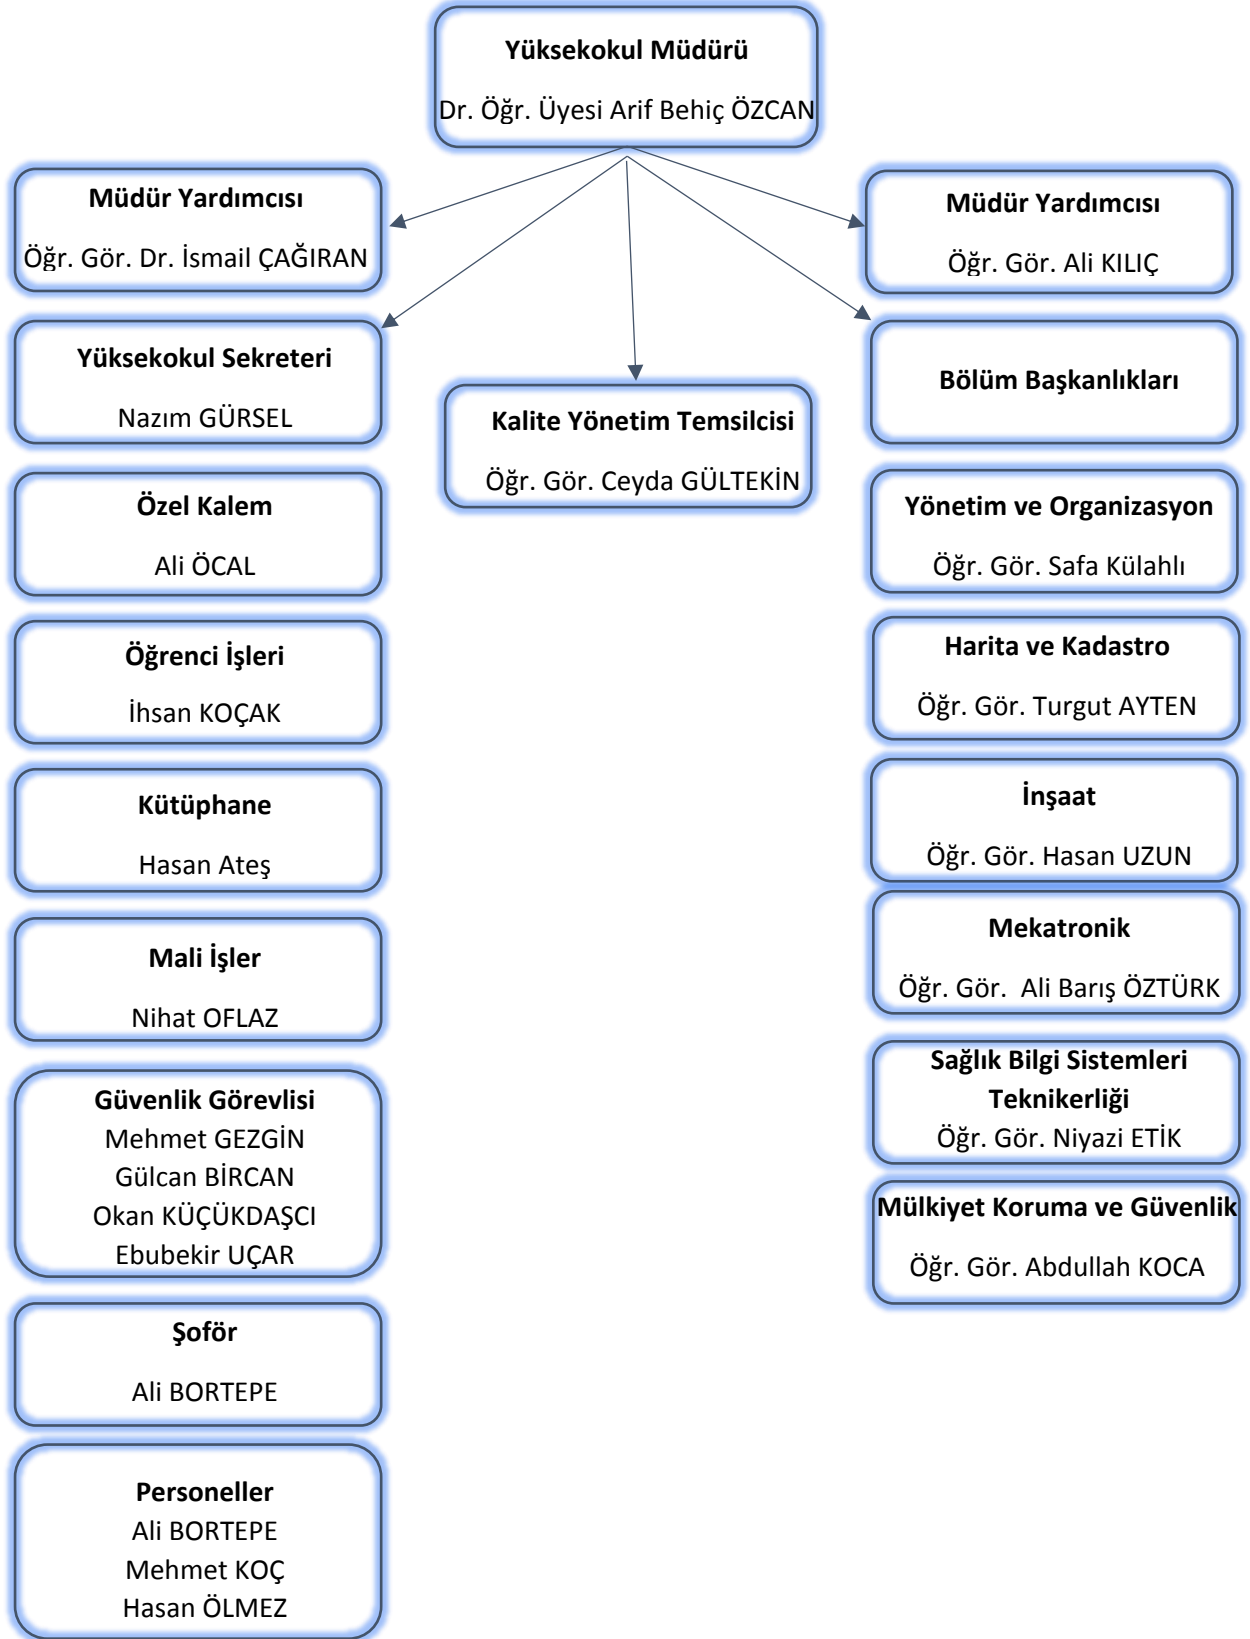 Yüksekokul Müdürü
Dr. Öğr. Üyesi Arif Behiç ÖZCAN
Müdür Yardımcısı
Öğr. Gör. Dr. İsmail ÇAĞIRAN
Müdür Yardımcısı
Öğr. Gör. Ali KILIÇ
Yüksekokul Sekreteri
Nazım GÜRSEL
Kalite Yönetim Temsilcisi
Öğr. Gör. Ceyda GÜLTEKİN
Bölüm Başkanlıkları
Özel Kalem
Ali ÖCAL
Öğrenci İşleri
İhsan KOÇAK
Kütüphane
Hasan Ateş
Mali İşler
Nihat OFLAZ
Güvenlik Görevlisi
Mehmet GEZGİN
Gülcan BİRCAN
Okan KÜÇÜKDAŞCI
Ebubekir UÇAR
Şoför
Ali BORTEPE
Personeller
Ali BORTEPE
Mehmet KOÇ
Hasan ÖLMEZ
Yönetim ve Organizasyon
Öğr. Gör. Safa Külahlı
Harita ve Kadastro
Öğr. Gör. Turgut AYTEN
İnşaat
Öğr. Gör. Hasan UZUN
Mekatronik
Öğr. Gör.  Ali Barış ÖZTÜRK
Sağlık Bilgi Sistemleri
Teknikerliği
Öğr. Gör. Niyazi ETİK
Mülkiyet Koruma ve Güvenlik
Öğr. Gör. Abdullah KOCA